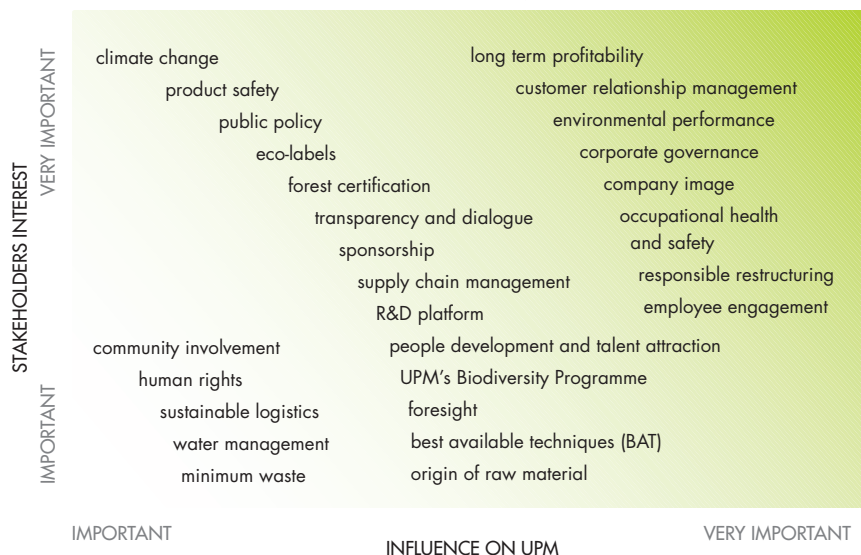 VERY IMPORTANT
STAKEHOLDERS INTEREST
IMPORTANT
climate change
product safety
public policy
eco-labels
forest certification
transparency and dialogue
sponsorship
supply chain management
R&D platform
long term profitability
customer relationship management
environmental performance
corporate governance
company image
occupational health
and safety
responsible restructuring
employee engagement
community involvement
human rights
sustainable logistics
water management
minimum waste
people development and talent attraction
UPM's Biodiversity Programme
foresight
best available techniques (BAT)
origin of raw material
IMPORTANT
INFLUENCE ON UPM
VERY IMPORTANT